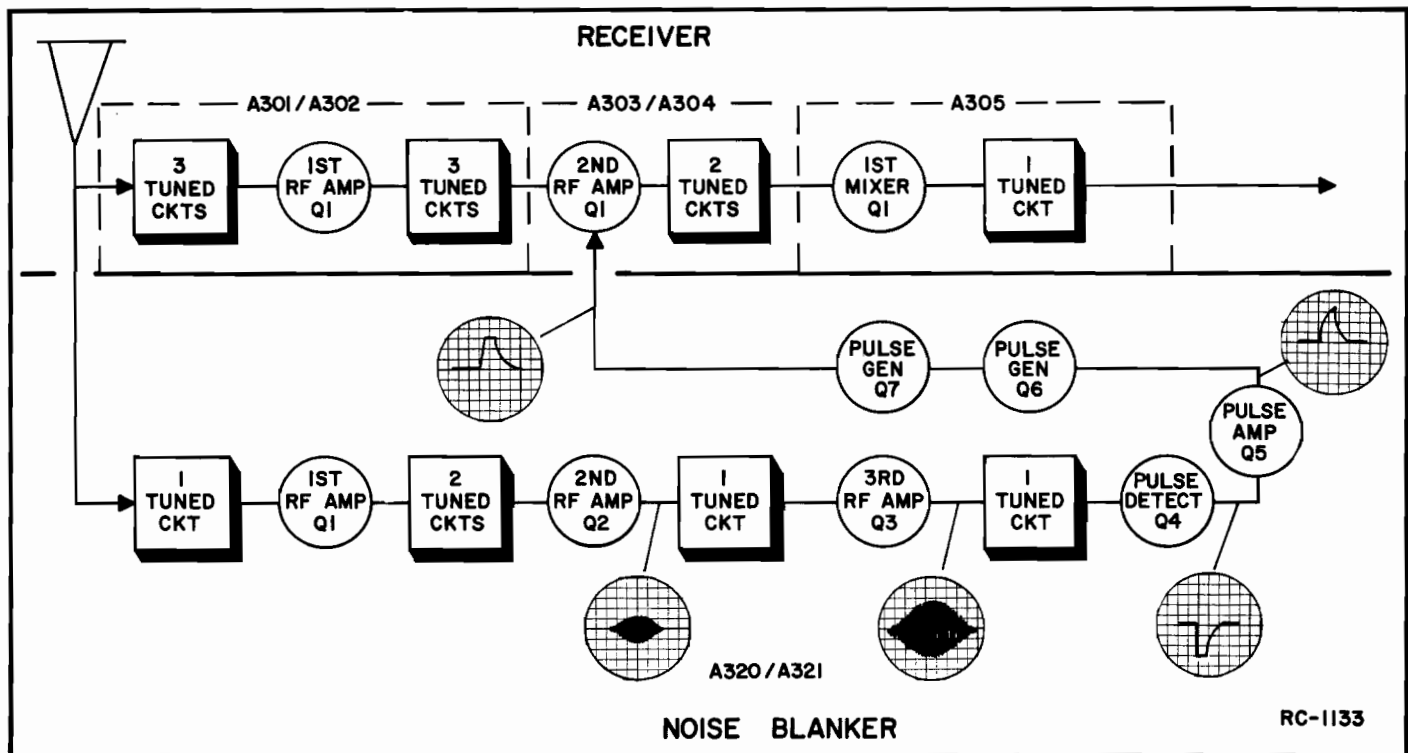 RECEIVER
A301/A302
A303/A304
A305
3
TUNED
CKTS
1ST
RF AMP
Q1
3
TUNED
CKTS
2ND
RF AMP
Q1
2
TUNED
CKTS
1ST
MIXER
Q1
1
TUNED
CKT
PULSE
GEN
Q7
PULSE
GEN
Q6
PULSE
AMP
Q5
1
TUNED
CKT
1ST
RF AMP
Q1
2
TUNED
CKTS
2ND
RF AMP
Q2
1
TUNED
CKT
3RD
RF AMP
Q3
1
TUNED
CKT
PULSE
DETECT
Q4
A320/A321
NOISE BLANKER
RC-1133